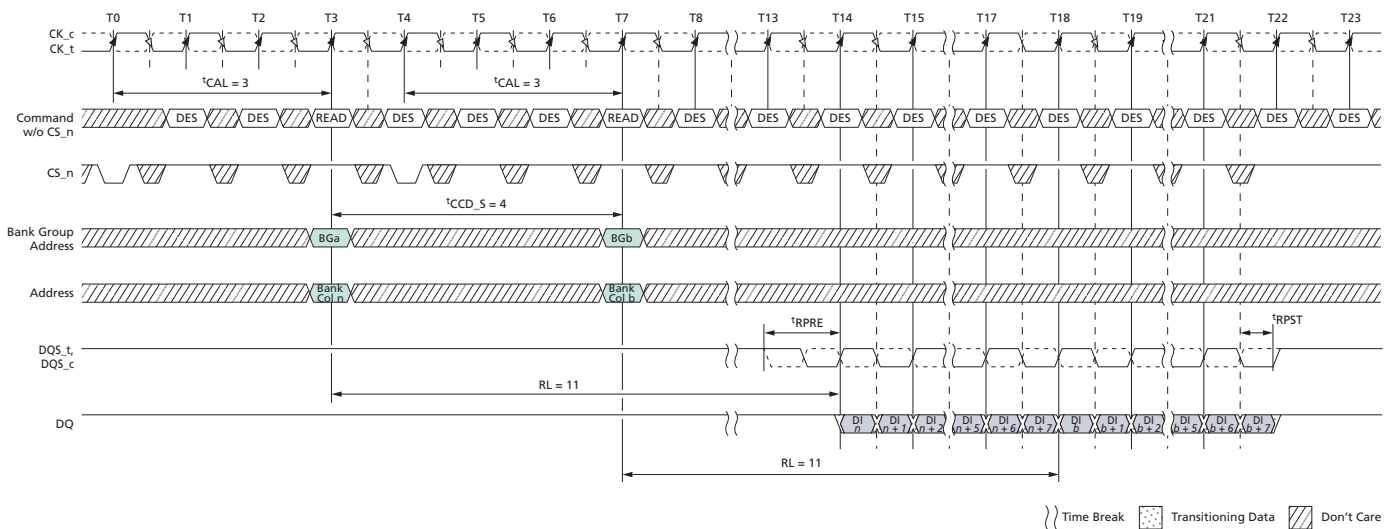 T0 T1 T2 T3 T4 T5 T6 T7 T8 T13 T14 T15 T17 T18 T19 T21 T22 T23
CK_c
CK_t
tCAL = 3 tCAL = 3
Command
w/o CS_n
DES DES READ DES DES DES READ DES DES DES DES DES DES DES DES DES DES
CS_n
tCCD_S = 4
Bank Group
Address
BGa BGb
Address
Bank
Col n
Bank
Col b
tRPRE tRPST
DQS_t,
DQS_c
RL = 11
DQ
DI
n
DI
n + 1
DI
n + 2
DI
n + 5
DI
n + 6
DI
n + 7
DI
b
DI
b + 1
DI
b + 2
DI
b + 5
DI
b + 6
DI
b + 7
RL = 11
Time Break Transitioning Data Don't Care